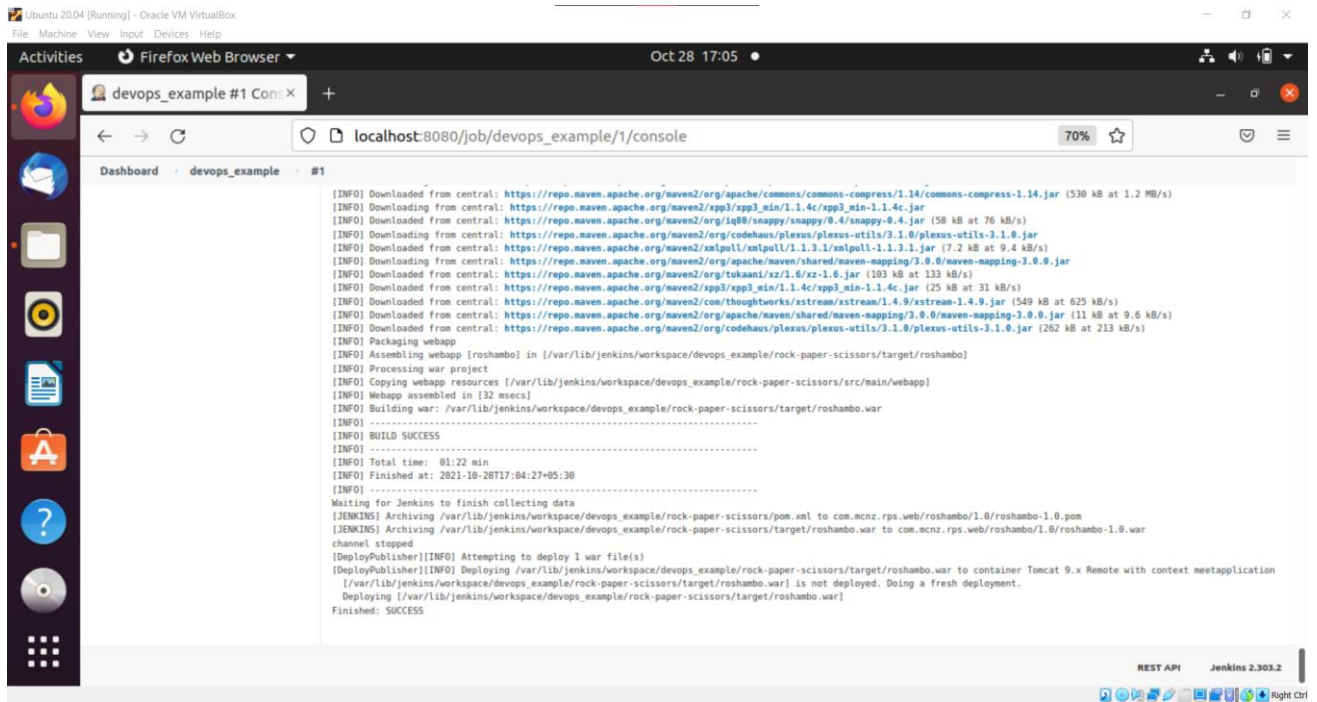 Ubuntu 20.04 [Running] - Oracle VM VirtualBox
File Machine View Input Devices Help
Activities Firefox Web Browser Oct 28 17:05
devops_example #1 Cons
localhost:8080/job/devops_example/1/console 70%
Dashboard devops_example #1
[INFO] Downloaded from central: https://repo.maven.apache.org/maven2/org/apache/commons/commons-compress/1.14/commons-compress-1.14.jar (530 kB at 1.2 MB/s)
[INFO] Downloading from central: https://repo.maven.apache.org/maven2/xpp3/xpp3_min/1.1.4c/xpp3_min-1.1.4c.jar
[INFO] Downloaded from central: https://repo.maven.apache.org/maven2/org/iq80/snappy/snappy/0.4/snappy-0.4.jar (58 kB at 76 kB/s)
[INFO] Downloading from central: https://repo.maven.apache.org/maven2/org/codehaus/plexus/plexus-utils/3.1.0/plexus-utils-3.1.0.jar
[INFO] Downloaded from central: https://repo.maven.apache.org/maven2/xmlpull/xmlpull/1.1.3.1/xmlpull-1.1.3.1.jar (7.2 kB at 9.4 kB/s)
[INFO] Downloading from central: https://repo.maven.apache.org/maven2/org/apache/maven/shared/maven-mapping/3.0.0/maven-mapping-3.0.0.jar
[INFO] Downloaded from central: https://repo.maven.apache.org/maven2/org/tukaani/xz/1.6/xz-1.6.jar (103 kB at 133 kB/s)
[INFO] Downloaded from central: https://repo.maven.apache.org/maven2/xpp3/xpp3_min/1.1.4c/xpp3_min-1.1.4c.jar (25 kB at 31 kB/s)
[INFO] Downloaded from central: https://repo.maven.apache.org/maven2/com/thoughtworks/xstream/xstream/1.4.9/xstream-1.4.9.jar (549 kB at 625 kB/s)
[INFO] Downloaded from central: https://repo.maven.apache.org/maven2/org/apache/maven/shared/maven-mapping/3.0.0/maven-mapping-3.0.0.jar (11 kB at 9.6 kB/s)
[INFO] Downloaded from central: https://repo.maven.apache.org/maven2/org/codehaus/plexus/plexus-utils/3.1.0/plexus-utils-3.1.0.jar (262 kB at 213 kB/s)
[INFO] Packaging webapp
[INFO] Assembling webapp [roshambo] in [/var/lib/jenkins/workspace/devops_example/rock-paper-scissors/target/roshambo]
[INFO] Processing war project
[INFO] Copying webapp resources [/var/lib/jenkins/workspace/devops_example/rock-paper-scissors/src/main/webapp]
[INFO] Webapp assembled in [32 msecs]
[INFO] Building war: /var/lib/jenkins/workspace/devops_example/rock-paper-scissors/target/roshambo.war
[INFO] ------------------------------------------------------------------------
[INFO] BUILD SUCCESS
[INFO] ------------------------------------------------------------------------
[INFO] Total time: 01:22 min
[INFO] Finished at: 2021-10-28T17:04:27+05:30
[INFO] ------------------------------------------------------------------------
Waiting for Jenkins to finish collecting data
[JENKINS] Archiving /var/lib/jenkins/workspace/devops_example/rock-paper-scissors/pom.xml to com.mcnz.rps.web/roshambo/1.0/roshambo-1.0.pom
[JENKINS] Archiving /var/lib/jenkins/workspace/devops_example/rock-paper-scissors/target/roshambo.war to com.mcnz.rps.web/roshambo/1.0/roshambo-1.0.war
channel stopped
[DeployPublisher][INFO] Attempting to deploy 1 war file(s)
[DeployPublisher][INFO] Deploying /var/lib/jenkins/workspace/devops_example/rock-paper-scissors/target/roshambo.war to container Tomcat 9.x Remote with context meetapplication
[/var/lib/jenkins/workspace/devops_example/rock-paper-scissors/target/roshambo.war] is not deployed. Doing a fresh deployment.
Deploying [/var/lib/jenkins/workspace/devops_example/rock-paper-scissors/target/roshambo.war]
Finished: SUCCESS
REST API Jenkins 2.303.2
Right Ctrl